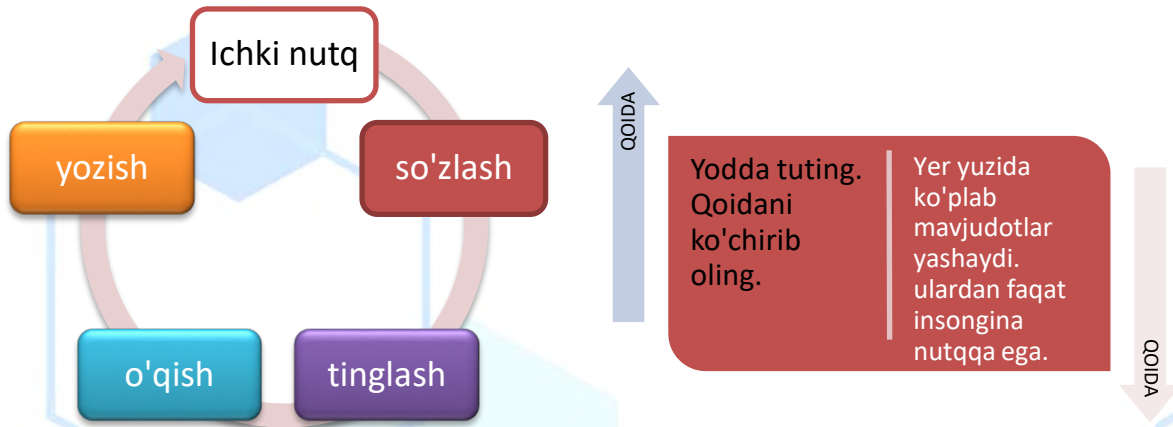 Ichki nutq
so'zlash
tinglash
o'qish
yozish
QOIDA
Yodda tuting.
Qoidani
ko'chirib
oling.
Yer yuzida
ko'plab
mavjudotlar
yashaydi.
ulardan faqat
insongina
nutqqa ega.
QOIDA